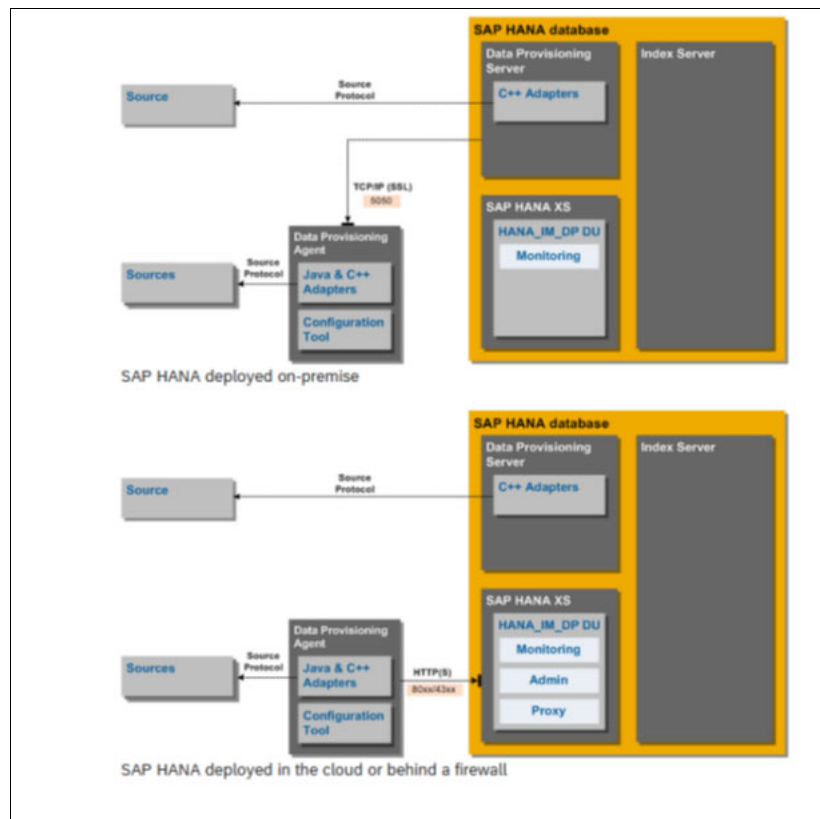 SAP HANA database
Data Provisioning
Server
Index Server
C++ Adapters
Source
Protocol
Source
TCP/IP (SSL)
5050
SAP HANA XS
HANA_IM_DP DU
Monitoring
Data Provisioning
Agent
Source
Protocol
Java & C++
Adapters
Sources
Configuration
Tool
SAP HANA deployed on-premise
SAP HANA database
Data Provisioning
Server
Index Server
C++ Adapters
Source
Protocol
Source
SAP HANA XS
HANA_IM_DP DU
Monitoring
Admin
Proxy
Data Provisioning
Agent
Source
Protocol
Java & C++
Adapters
Sources
HTTP(S)
80xx/43xx
Configuration
Tool
SAP HANA deployed in the cloud or behind a firewall